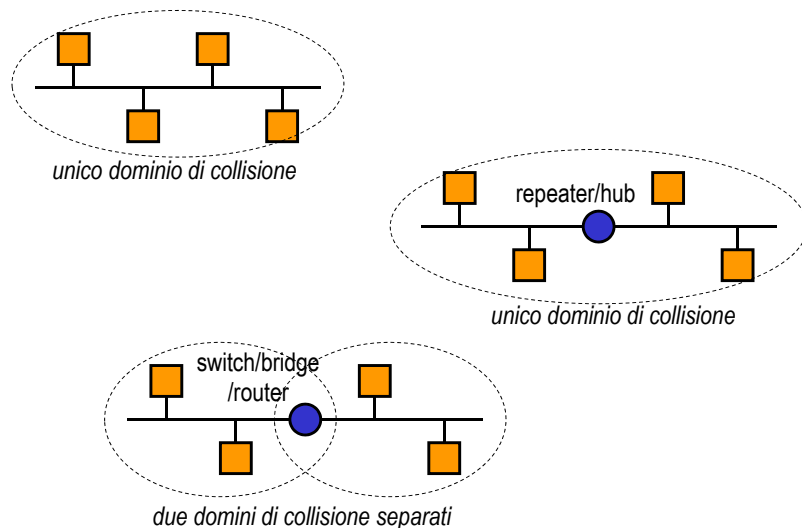 unico dominio di collisione
repeater/hub
unico dominio di collisione
switch/bridge
/router
due domini di collisione separati